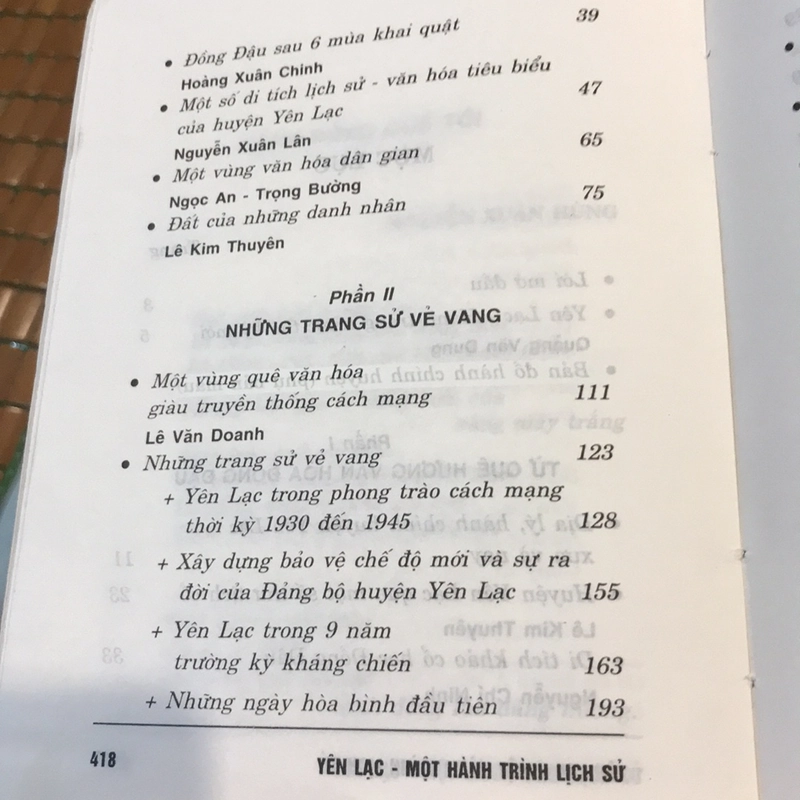 • Đồng Đậu sau 6 mùa khai quật 39
Hoàng Xuân Chinh
• Một số di tích lịch sử - văn hóa tiêu biểu
của huyện Yên Lạc 47
Nguyễn Xuân Lân
• Một vùng văn hóa dân gian 65
Ngọc An - Trọng Bường
• Đất của những danh nhân 75
Lê Kim Thuyên
Phần II
NHỮNG TRANG SỬ VẺ VANG
• Một vùng quê văn hóa
giàu truyền thống cách mạng 111
Lê Văn Doanh
• Những trang sử vẻ vang 123
+ Yên Lạc trong phong trào cách mạng
thời kỳ 1930 đến 1945 128
+ Xây dựng bảo vệ chế độ mới và sự ra
đời của Đảng bộ huyện Yên Lạc 155
+ Yên Lạc trong 9 năm
trường kỳ kháng chiến 163
+ Những ngày hòa bình đầu tiên 193
418 YÊN LẠC - MỘT HÀNH TRÌNH LỊCH SỬ